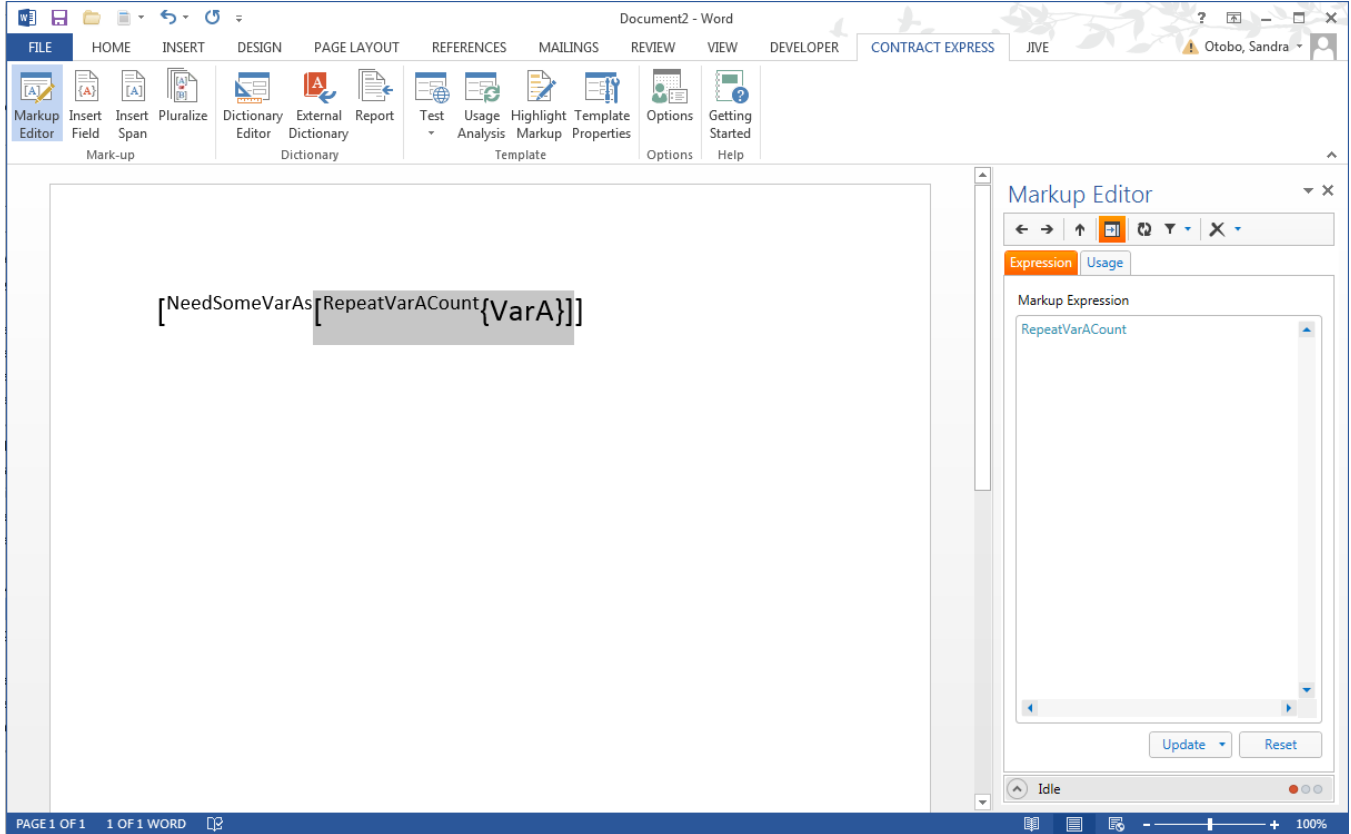 Document2 - Word
?
FILE HOME INSERT DESIGN PAGE LAYOUT REFERENCES MAILINGS REVIEW VIEW DEVELOPER CONTRACT EXPRESS JIVE Otobo, Sandra
Markup Insert Insert Pluralize Dictionary External Report Test Usage Highlight Template Options Getting
Editor Field Span Editor Dictionary Analysis Markup Properties Started
Mark-up Dictionary Template Options Help
Markup Editor
Expression Usage
[NeedSomeVarAs[RepeatVarACount{VarA}]]
Markup Expression
RepeatVarACount
Update Reset
Idle
PAGE 1 OF 1 1 OF 1 WORD 100%